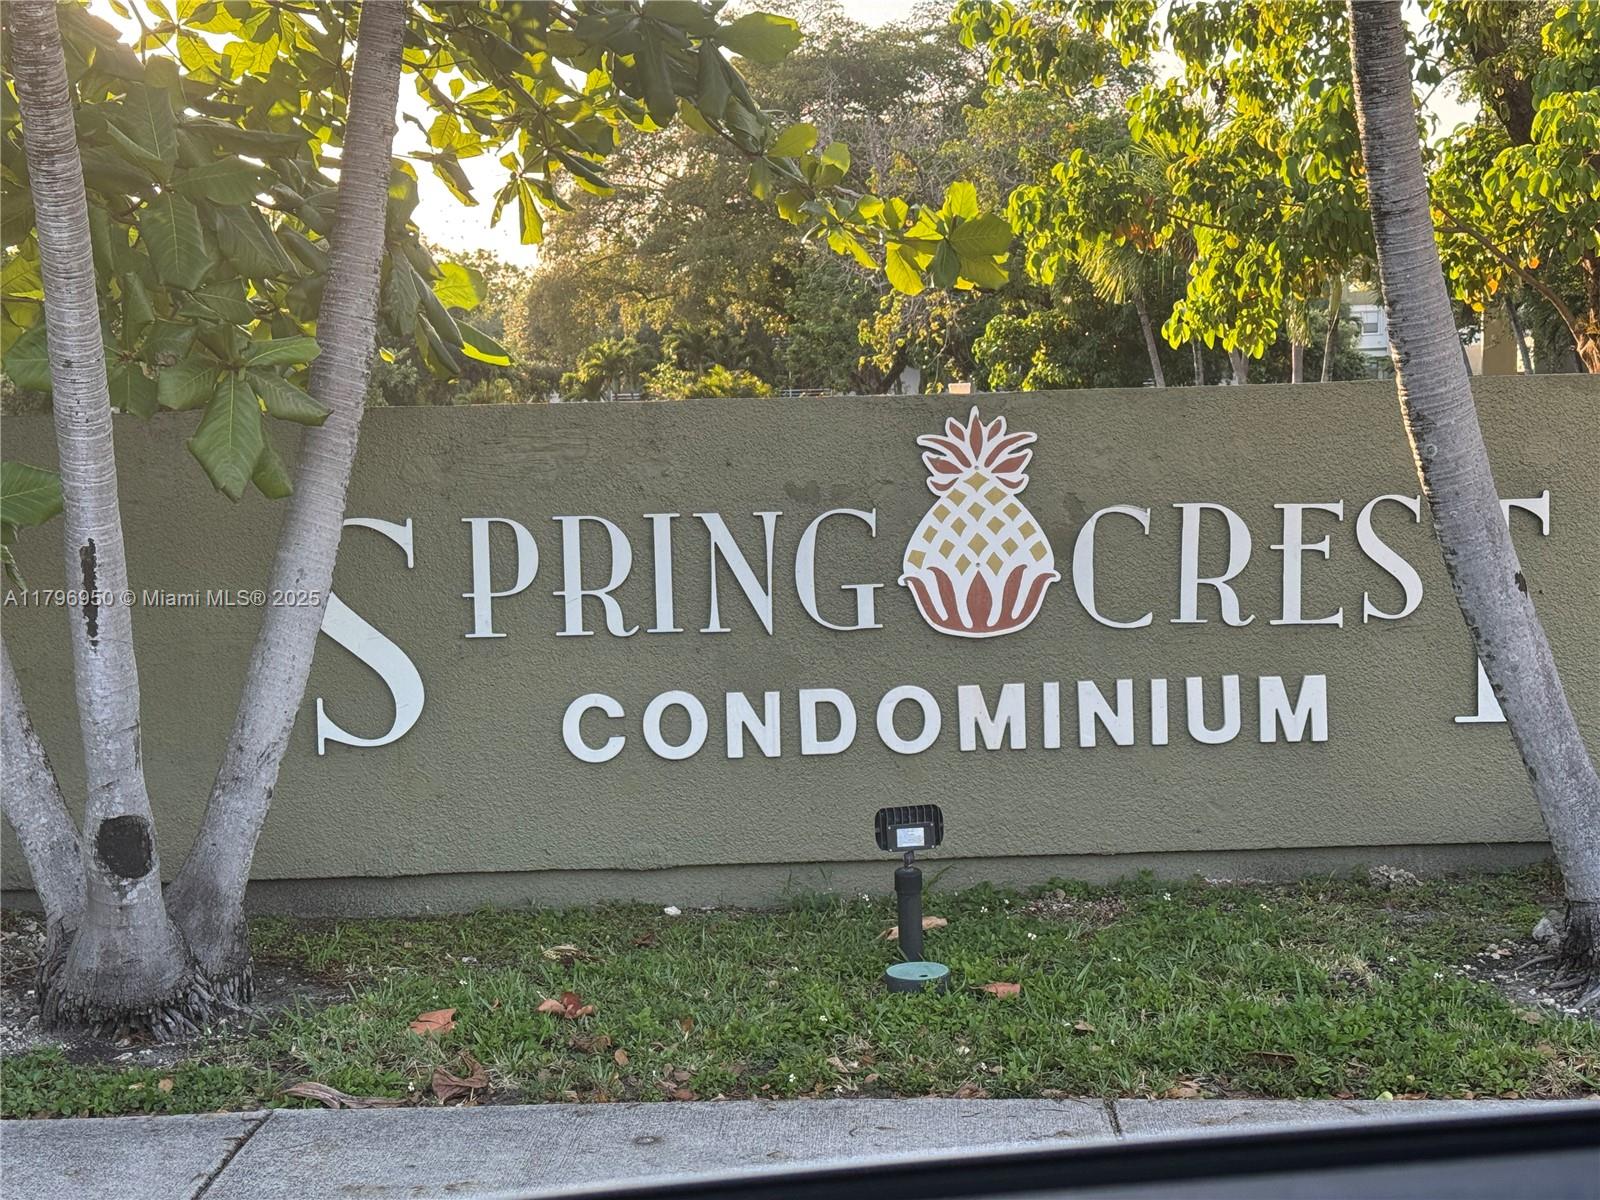 SPRING CREST
CONDOMINIUM
A11796950 © Miami MLS® 2025